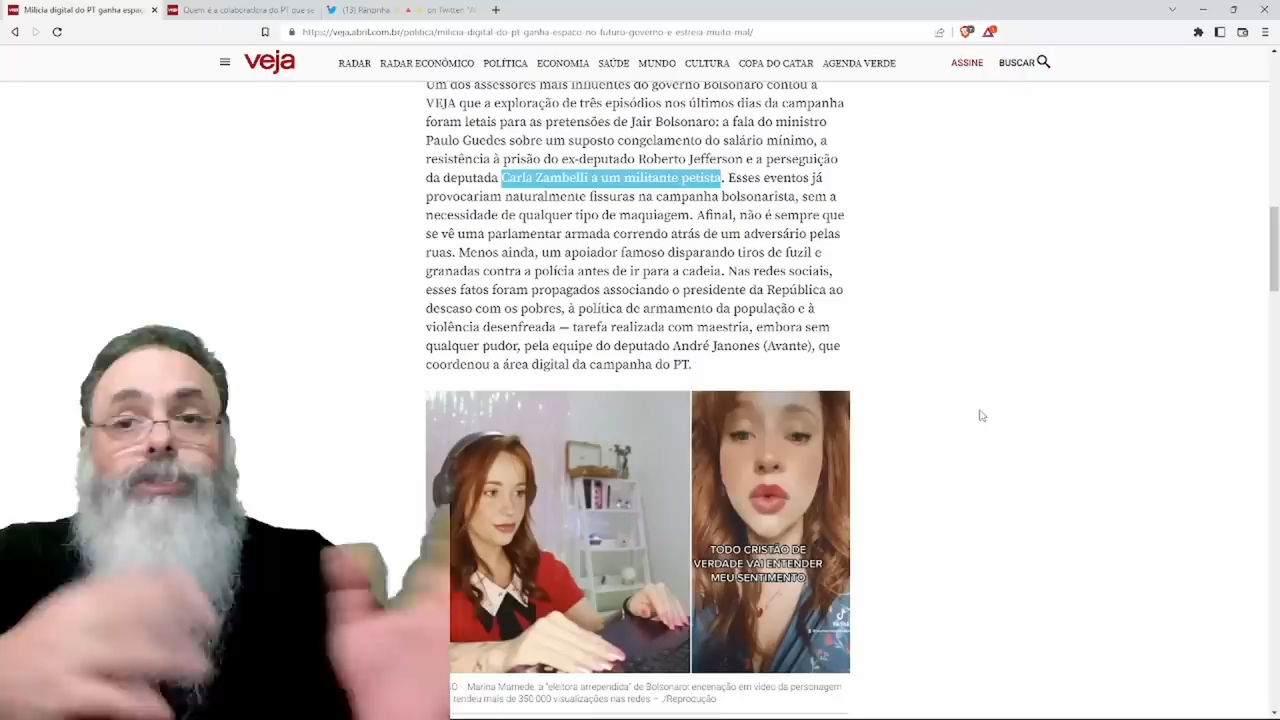 Milícia digital do PT ganha espaç
Quem é a colaboradora do PT que se
(13) Pãnzinha.
on Twitter: "A
https://veja.abril.com.br/politica/milicia-digital-do-pt-ganha-espaco-no-futuro-governo-e-estreia-muito-mal/
veja
RADAR RADAR ECONÔMICO POLÍTICA ECONOMIA SAÚDE MUNDO CULTURA COPA DO CATAR AGENDA VERDE
ASSINE BUSCAR
Um dos assessores mais influentes do governo Bolsonaro contou a
VEJA que a exploração de três episódios nos últimos dias da campanha
foram letais para as pretensões de Jair Bolsonaro: a fala do ministro
Paulo Guedes sobre um suposto congelamento do salário mínimo, a
resistência à prisão do ex-deputado Roberto Jefferson e a perseguição
da deputada Carla Zambelli a um militante petista. Esses eventos já
provocariam naturalmente fissuras na campanha bolsonarista, sem a
necessidade de qualquer tipo de maquiagem. Afinal, não é sempre que
se vê uma parlamentar armada correndo atrás de um adversário pelas
ruas. Menos ainda, um apoiador famoso disparando tiros de fuzil e
granadas contra a polícia antes de ir para a cadeia. Nas redes sociais,
esses fatos foram propagados associando o presidente da República ao
descaso com os pobres, à política de armamento da população e à
violência desenfreada — tarefa realizada com maestria, embora sem
qualquer pudor, pela equipe do deputado André Janones (Avante), que
coordenou a área digital da campanha do PT.
TODO CRISTÃO DE
VERDADE VAI ENTENDER
MEU SENTIMENTO
Marina Mamede, a "eleitora arrependida" de Bolsonaro: encenação em vídeo da personagem
rendeu mais de 350 000 visualizações nas redes – ./Reprodução